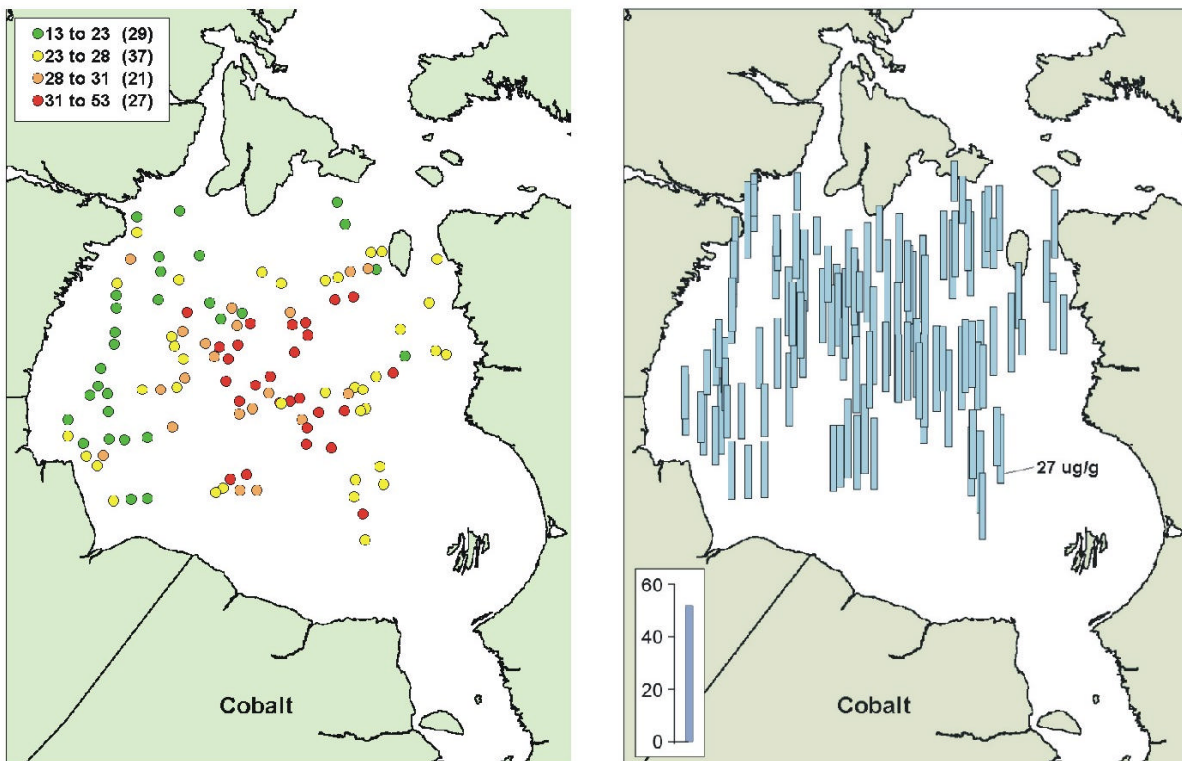 13 to 23 (29)
23 to 28 (37)
28 to 31 (21)
31 to 53 (27)
Cobalt
27 ug/g
60
40
20
0
Cobalt